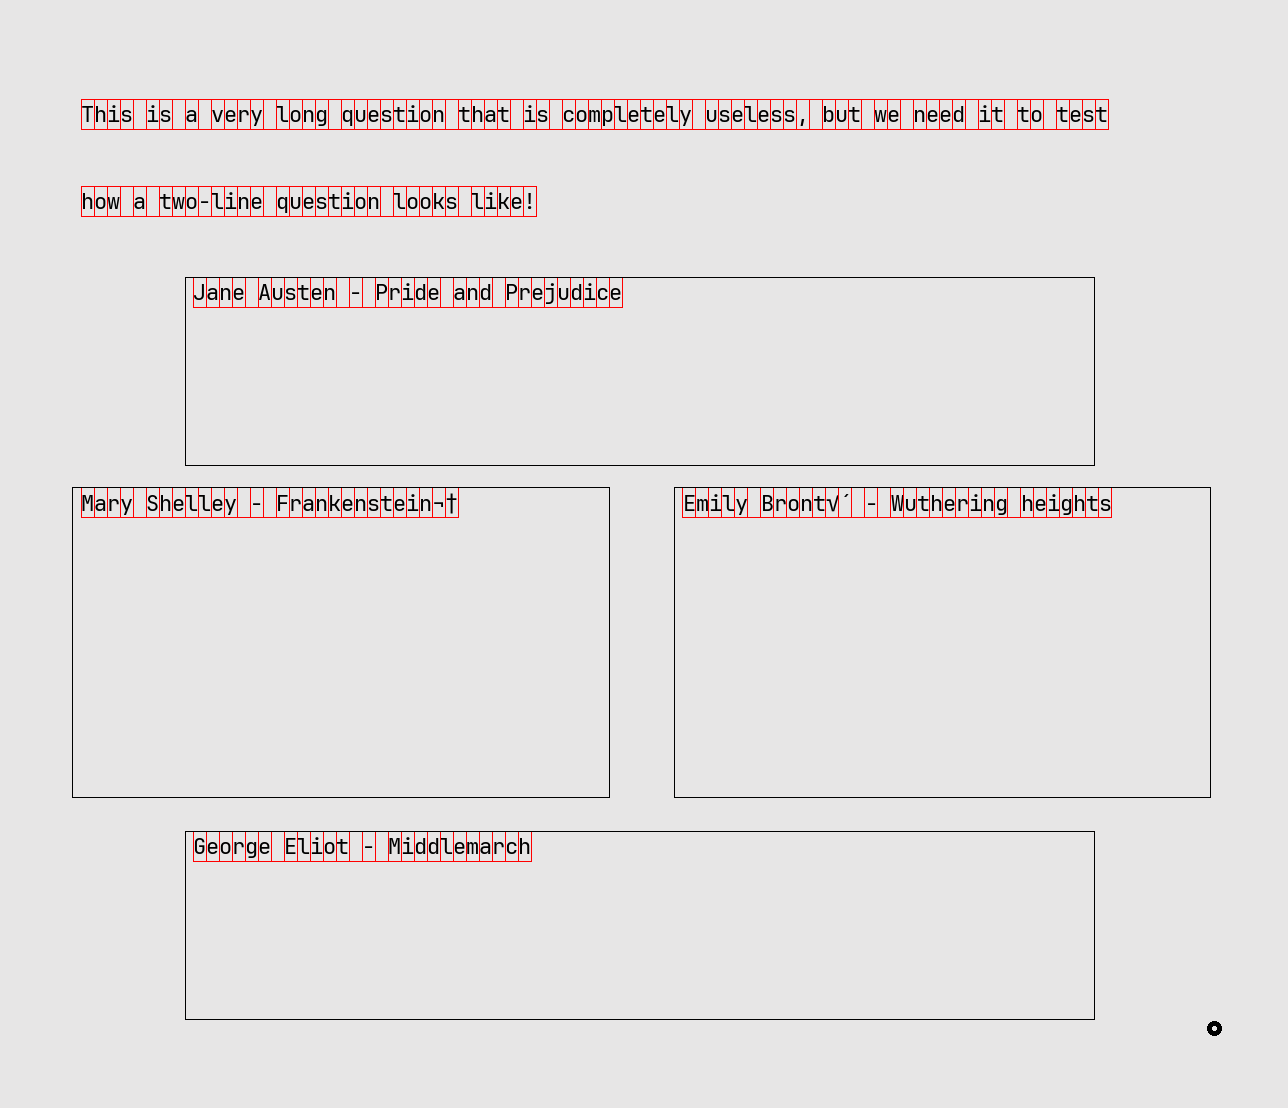 This is a very long question that is completely useless, but we need it to test
how a two-line question looks like!
Jane Austen - Pride and Prejudice
Mary Shelley - Frankenstein¬†
Emily Bront√´ - Wuthering heights
George Eliot - Middlemarch